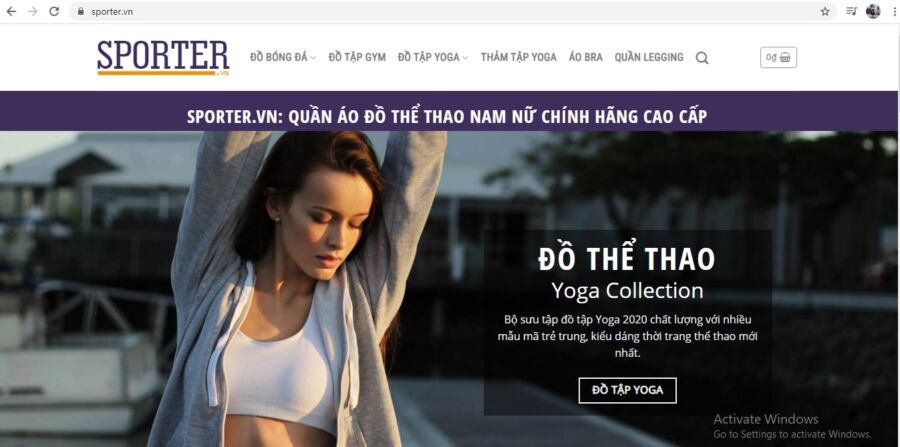 sporter.vn
SPORTER
.VN
ĐỒ BÓNG ĐÁ ĐỒ TẬP GYM ĐỒ TẬP YOGA THẢM TẬP YOGA ÁO BRA QUẦN LEGGING
0₫
SPORTER.VN: QUẦN ÁO ĐỒ THỂ THAO NAM NỮ CHÍNH HÃNG CAO CẤP
ĐỒ THỂ THAO
Yoga Collection
Bộ sưu tập đồ tập Yoga 2020 chất lượng với nhiều
mẫu mã trẻ trung, kiểu dáng thời trang thể thao mới
nhất.
ĐỒ TẬP YOGA
Activate Windows
Go to Settings to activate Windows.